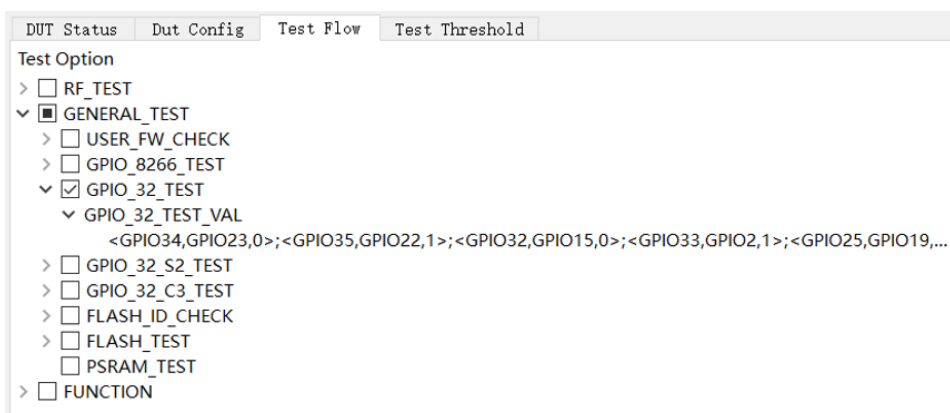 DUT Status Dut Config Test Flow Test Threshold
Test Option
RF_TEST
GENERAL_TEST
USER_FW_CHECK
GPIO_8266_TEST
GPIO_32_TEST
GPIO_32_TEST_VAL
<GPIO34,GPIO23,0>;<GPIO35,GPIO22,1>;<GPIO32,GPIO15,0>;<GPIO33,GPIO2,1>;<GPIO25,GPIO19,...
GPIO_32_S2_TEST
GPIO_32_C3_TEST
FLASH_ID_CHECK
FLASH_TEST
PSRAM_TEST
FUNCTION